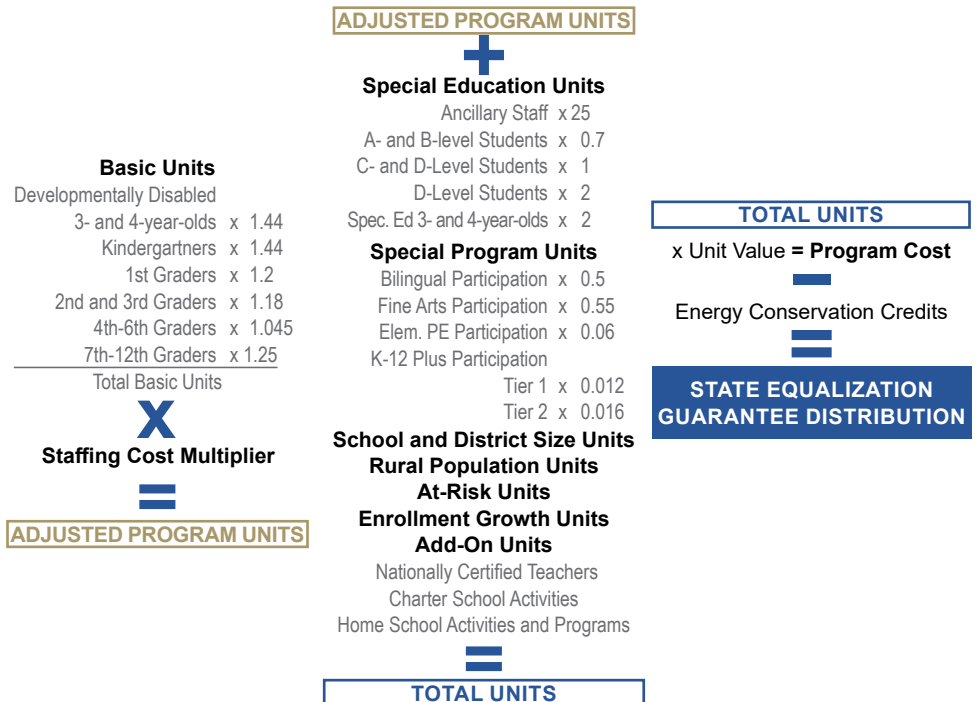 Basic Units
Developmentally Disabled
3- and 4-year-olds x 1.44
Kindergartners x 1.44
1st Graders x 1.2
2nd and 3rd Graders x 1.18
4th-6th Graders x 1.045
7th-12th Graders x 1.25
Total Basic Units
X
Staffing Cost Multiplier
=
ADJUSTED PROGRAM UNITS
ADJUSTED PROGRAM UNITS
+
Special Education Units
Ancillary Staff x 25
A- and B-level Students x 0.7
C- and D-Level Students x 1
D-Level Students x 2
Spec. Ed 3- and 4-year-olds x 2
Special Program Units
Bilingual Participation x 0.5
Fine Arts Participation x 0.55
Elem. PE Participation x 0.06
K-12 Plus Participation
Tier 1 x 0.012
Tier 2 x 0.016
School and District Size Units
Rural Population Units
At-Risk Units
Enrollment Growth Units
Add-On Units
Nationally Certified Teachers
Charter School Activities
Home School Activities and Programs
=
TOTAL UNITS
TOTAL UNITS
x Unit Value = Program Cost
−
Energy Conservation Credits
=
STATE EQUALIZATION
GUARANTEE DISTRIBUTION